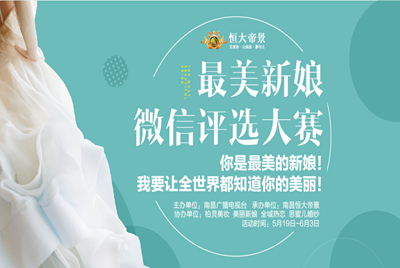 恒大帝景
最美新娘
微信评选大赛
你是最美的新娘!
我要让全世界都知道你的美丽!
主办单位:南昌广播电视台 承办单位:南昌恒大帝景
协办单位:柏灵美妆 美丽新娘 全城热恋 恩蜜儿婚纱
活动时间:5月19日-6月3日